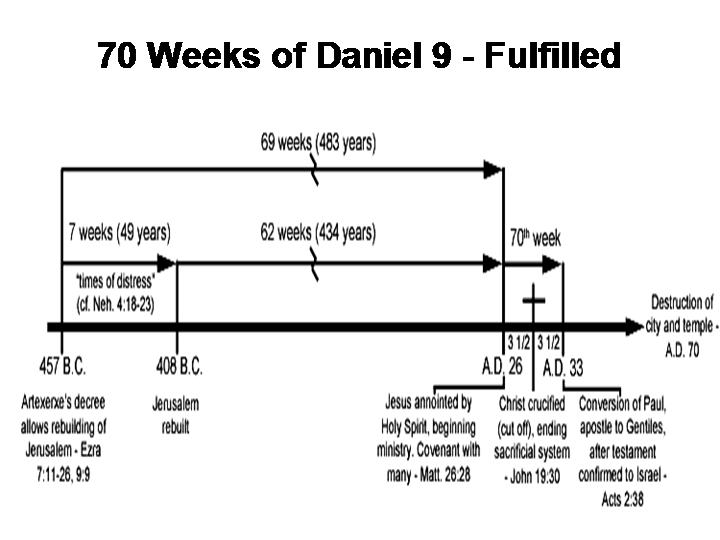 70 Weeks of Daniel 9 - Fulfilled
69 weeks (483 years)
7 weeks (49 years)
62 weeks (434 years)
70th week
"times of distress"
(cf. Neh. 4:18-23)
Destruction of
city and temple -
A.D. 70
3 1/2
3 1/2
457 B.C.
408 B.C.
A.D. 26
A.D. 33
Artexerxe's decree
allows rebuilding of
Jerusalem - Ezra
7:11-26, 9:9
Jerusalem
rebuilt
Jesus annointed by
Holy Spirit, beginning
ministry. Covenant with
many - Matt. 26:28
Christ crucified
(cut off), ending
sacrificial system
- John 19:30
Conversion of Paul,
apostle to Gentiles,
after testament
confirmed to Israel -
Acts 2:38